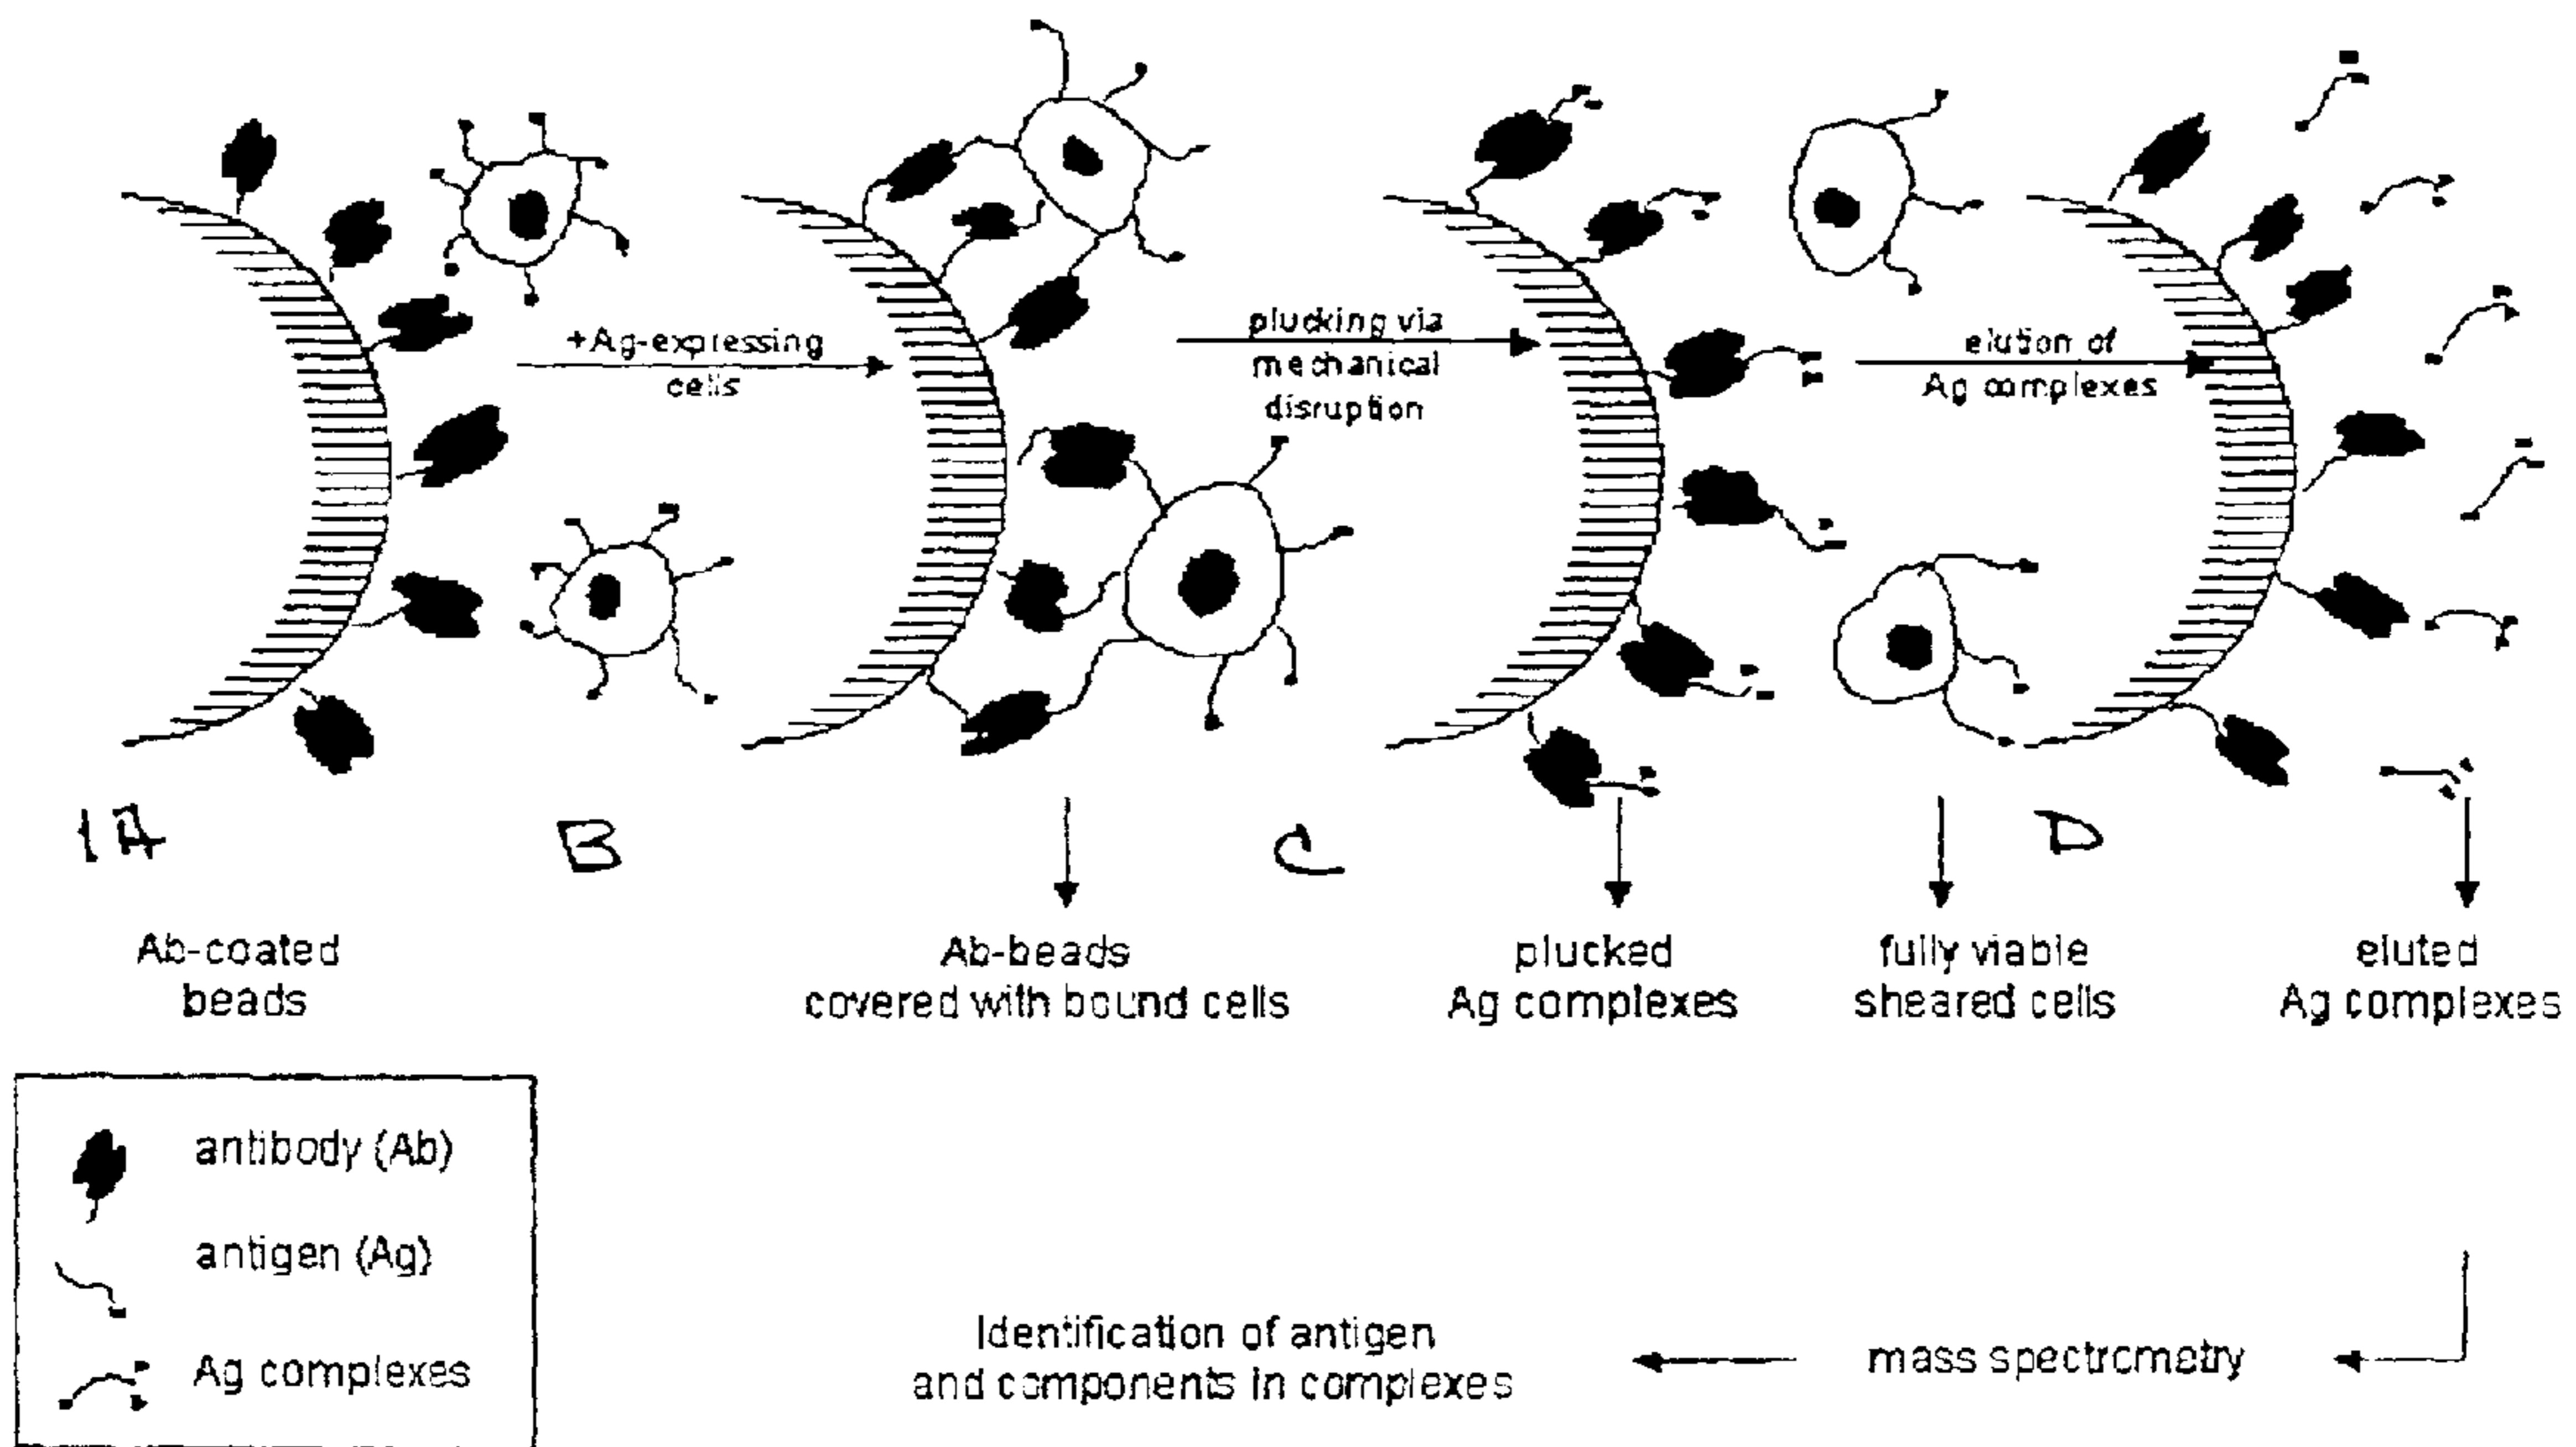 +Ag-expressing
cells
plucking via
mechanical
disruption
elution of
Ag complexes
1A
B
C
D
Ab-coated
beads
Ab-beads
covered with bound cells
plucked
Ag complexes
fully viable
sheared cells
eluted
Ag complexes
antibody (Ab)
antigen (Ag)
Ag complexes
Identification of antigen
and components in complexes
mass spectrometry